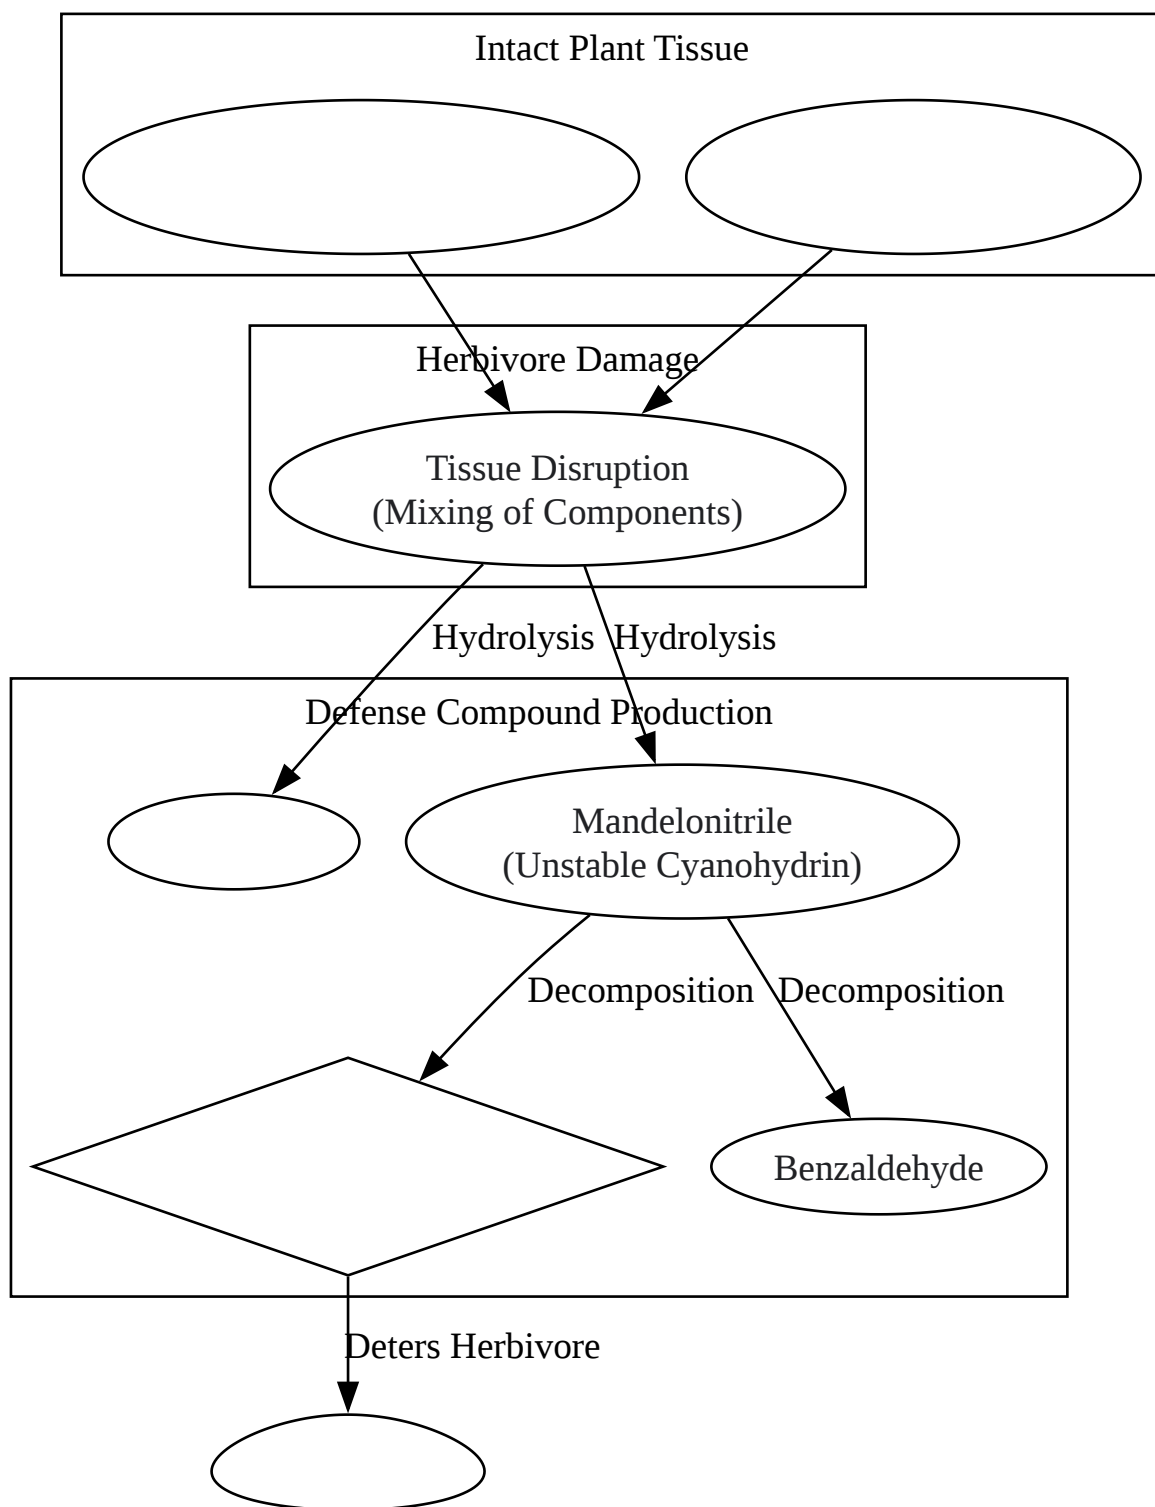 Intact Plant Tissue
Herbivore Damage
Tissue Disruption
(Mixing of Components)
Hydrolysis
Hydrolysis
Defense Compound Production
Mandelonitrile
(Unstable Cyanohydrin)
Decomposition
Decomposition
Benzaldehyde
Deters Herbivore